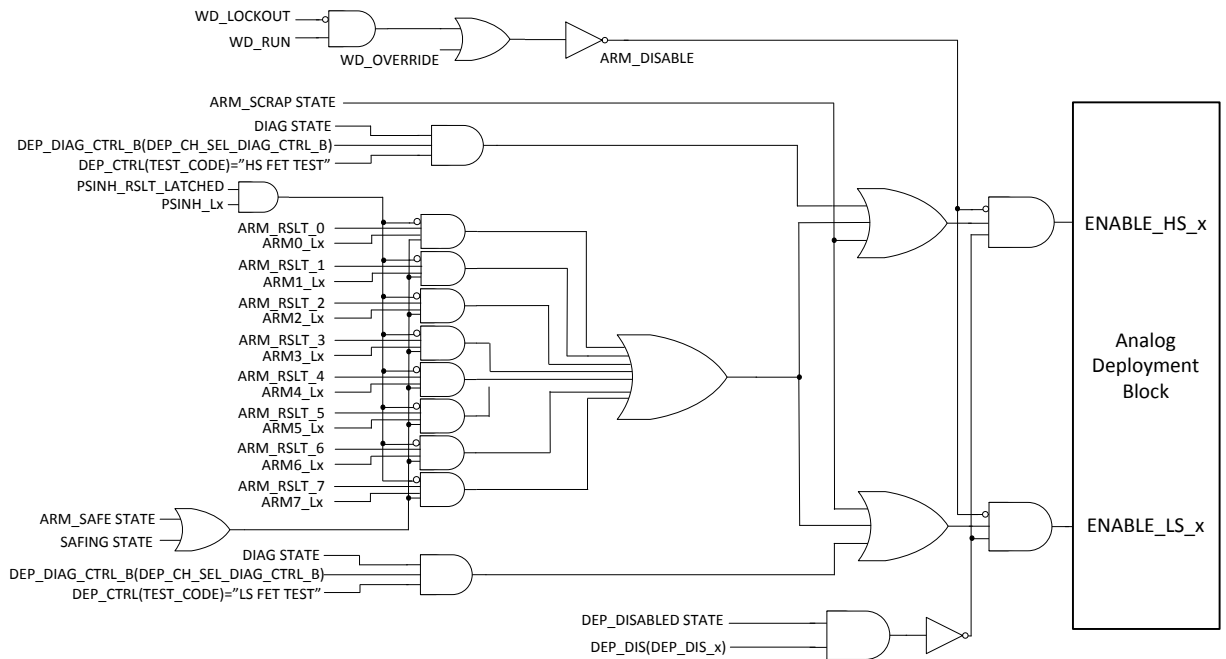 WD_LOCKOUT
WD_RUN
WD_OVERRIDE
ARM_DISABLE
ARM_SCRAP STATE
DIAG STATE
DEP_DIAG_CTRL_B(DEP_CH_SEL_DIAG_CTRL_B)
DEP_CTRL(TEST_CODE)=”HS FET TEST”
PSINH_RSLT_LATCHED
PSINH_Lx
ARM_RSLT_0
ARM0_Lx
ARM_RSLT_1
ARM1_Lx
ARM_RSLT_2
ARM2_Lx
ARM_RSLT_3
ARM3_Lx
ARM_RSLT_4
ARM4_Lx
ARM_RSLT_5
ARM5_Lx
ARM_RSLT_6
ARM6_Lx
ARM_RSLT_7
ARM7_Lx
ARM_SAFE STATE
SAFING STATE
DIAG STATE
DEP_DIAG_CTRL_B(DEP_CH_SEL_DIAG_CTRL_B)
DEP_CTRL(TEST_CODE)=”LS FET TEST”
DEP_DISABLED STATE
DEP_DIS(DEP_DIS_x)
ENABLE_HS_x
Analog
Deployment
Block
ENABLE_LS_x